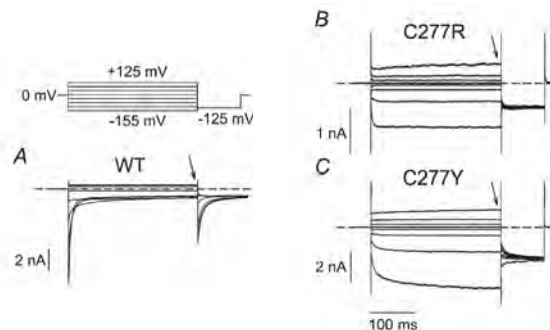 +125 mV
0 mV
-155 mV
-125 mV
A
WT
2 nA
B
C277R
1 nA
C
C277Y
2 nA
100 ms